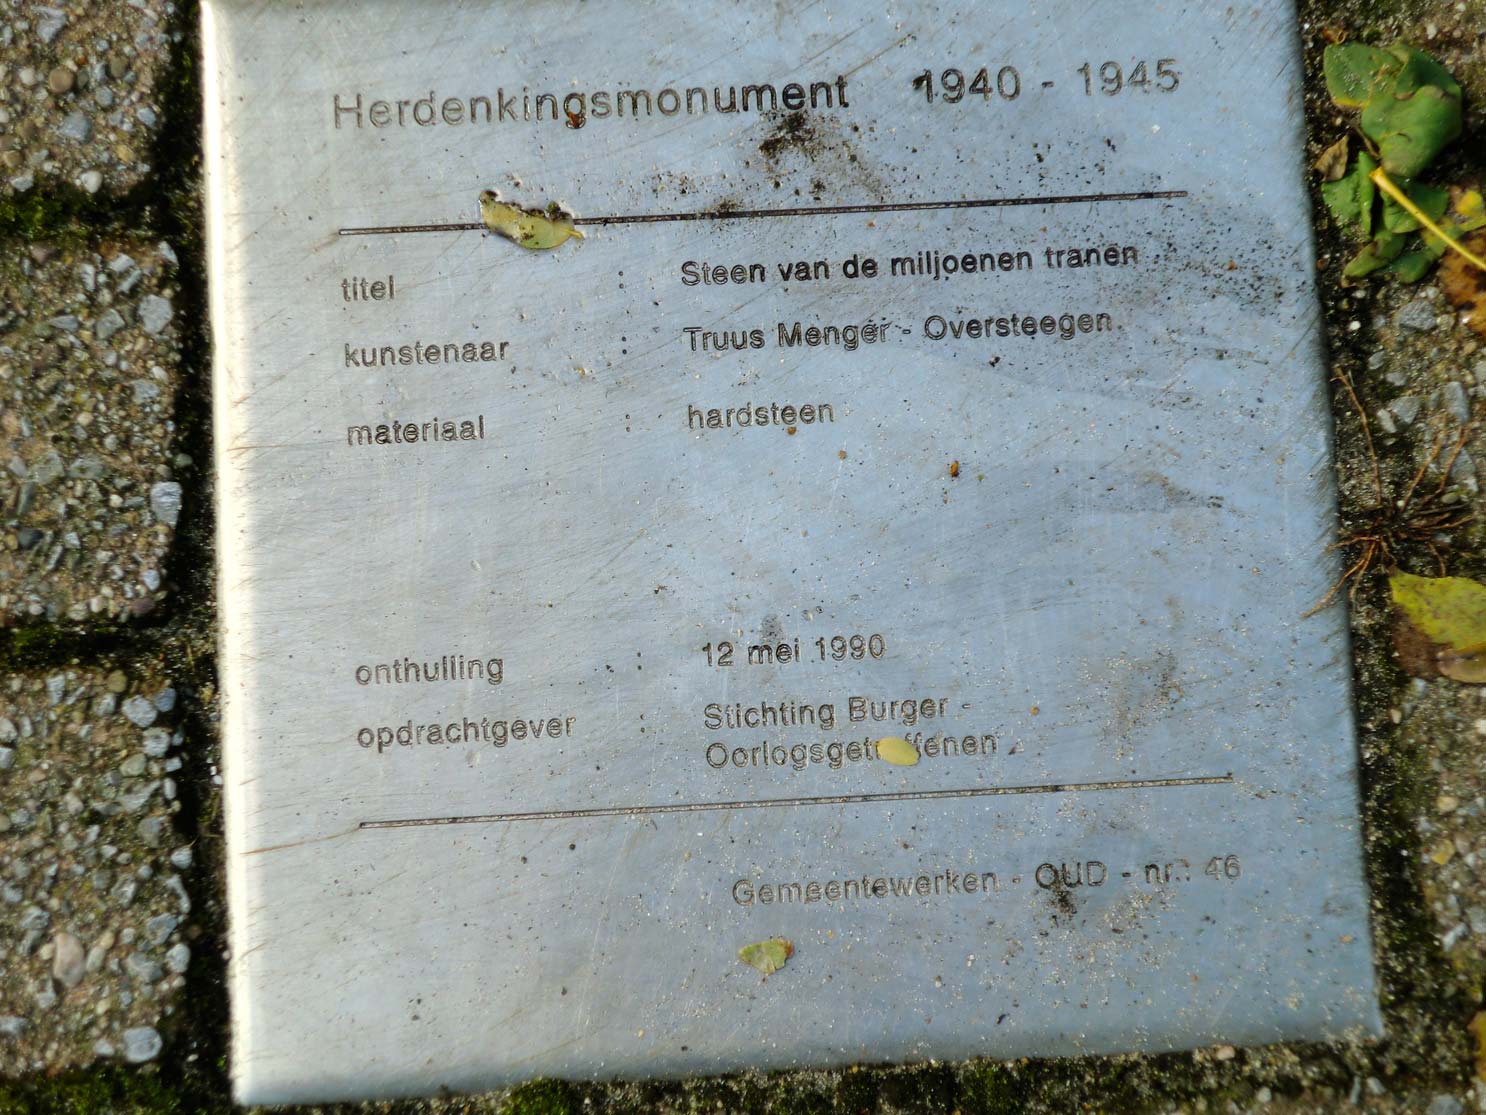 Herdenkingsmonument 1940 - 1945
titel : Steen van de miljoenen tranen
kunstenaar : Truus Menger - Oversteegen
materiaal : hardsteen
onthulling : 12 mei 1990
opdrachtgever : Stichting Burger -
Oorlogsgetroffenen
Gemeentewerken - OUD - nr.: 46